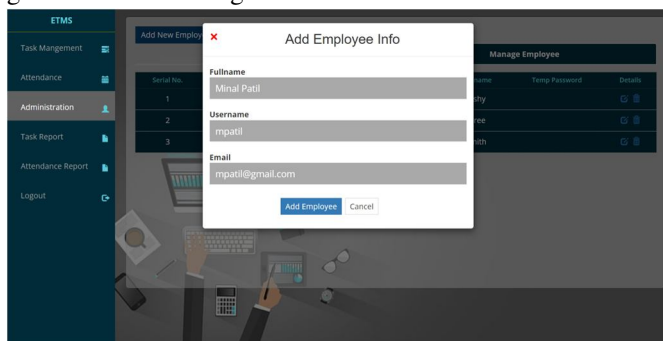 ETMS
Task Mangement
Attendance
Administration
Task Report
Attendance Report
Logout
Add New Employ
Manage Employee
Serial No.
name
Temp Password
Details
1
shy
2
ree
3
mith
Add Employee Info
Fullname
Minal Patil
Username
mpatil
Email
mpatil@gmail.com
Add Employee
Cancel